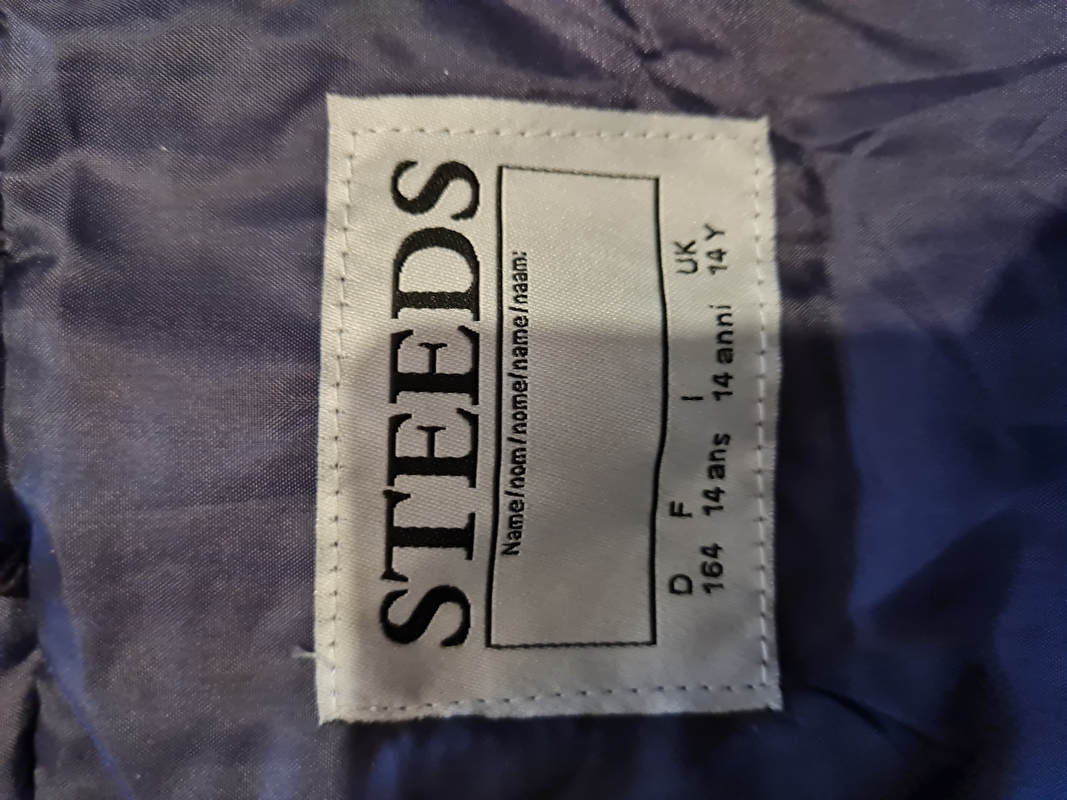 STEEDS
Name/nom/nome/name/naam:
D F I UK
164 14 ans 14 anni 14 Y